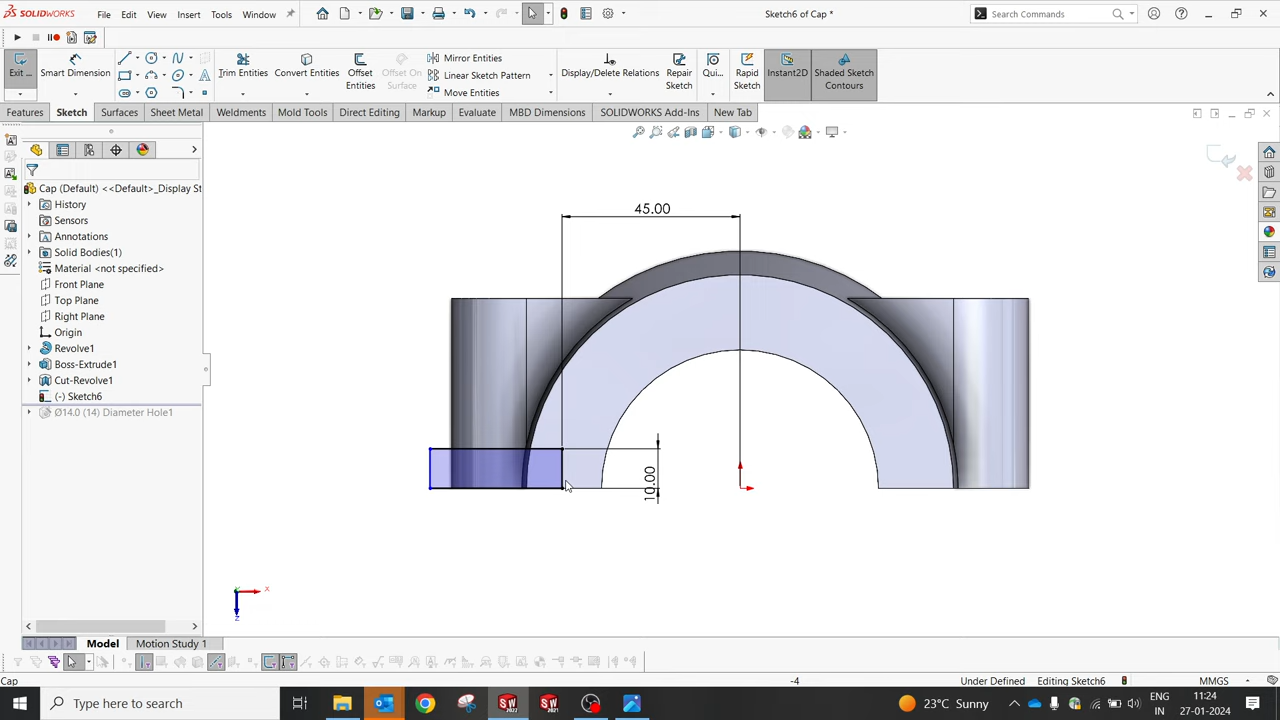 SOLIDWORKS
File
Edit
View
Insert
Tools
Window
Sketch6 of Cap *
Search Commands
Exit ...
Smart Dimension
Trim Entities
Convert Entities
Offset Entities
Offset On Surface
Mirror Entities
Linear Sketch Pattern
Move Entities
Display/Delete Relations
Repair Sketch
Qui...
Rapid Sketch
Instant2D
Shaded Sketch Contours
Features
Sketch
Surfaces
Sheet Metal
Weldments
Mold Tools
Direct Editing
Markup
Evaluate
MBD Dimensions
SOLIDWORKS Add-Ins
New Tab
Cap (Default) <<Default>_Display St
History
Sensors
Annotations
Solid Bodies(1)
Material <not specified>
Front Plane
Top Plane
Right Plane
Origin
Revolve1
Boss-Extrude1
Cut-Revolve1
(-) Sketch6
Ø14.0 (14) Diameter Hole1
45.00
10.00
x
z
Model
Motion Study 1
Cap
-4
Under Defined
Editing Sketch6
MMGS
Type here to search
23°C Sunny
ENG
IN
11:24
27-01-2024